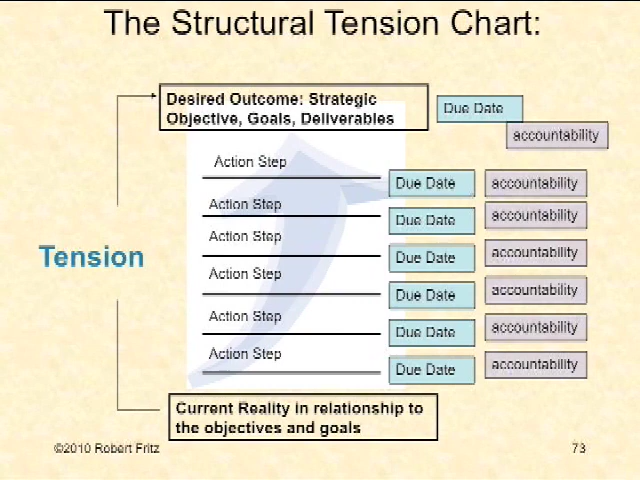 The Structural Tension Chart:
Desired Outcome: Strategic
Objective, Goals, Deliverables
Due Date
accountability
Action Step
Due Date
accountability
Action Step
Due Date
accountability
Action Step
Due Date
accountability
Tension
Action Step
Due Date
accountability
Action Step
Due Date
accountability
Action Step
Due Date
accountability
Current Reality in relationship to
the objectives and goals
©2010 Robert Fritz
73